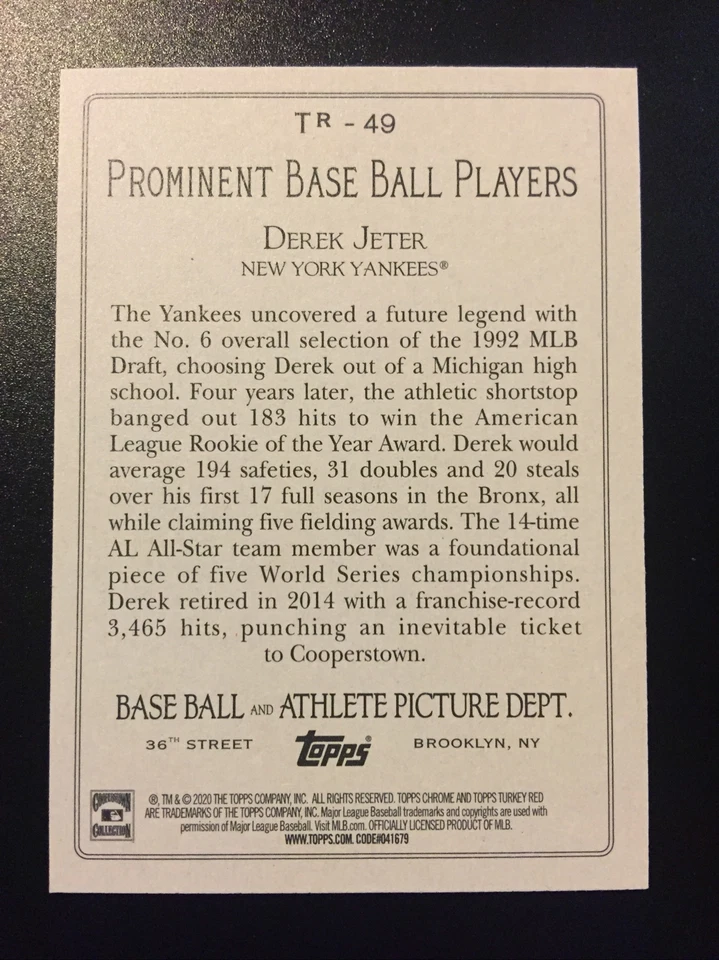 TR - 49
PROMINENT BASE BALL PLAYERS
DEREK JETER
NEW YORK YANKEES®
The Yankees uncovered a future legend with
the No. 6 overall selection of the 1992 MLB
Draft, choosing Derek out of a Michigan high
school. Four years later, the athletic shortstop
banged out 183 hits to win the American
League Rookie of the Year Award. Derek would
average 194 safeties, 31 doubles and 20 steals
over his first 17 full seasons in the Bronx, all
while claiming five fielding awards. The 14-time
AL All-Star team member was a foundational
piece of five World Series championships.
Derek retired in 2014 with a franchise-record
3,465 hits, punching an inevitable ticket
to Cooperstown.
BASE BALL AND ATHLETE PICTURE DEPT.
36TH STREET topps® BROOKLYN, NY
COOPERSTOWN
COLLECTION
®, TM & © 2020 THE TOPPS COMPANY, INC. ALL RIGHTS RESERVED. TOPPS CHROME AND TOPPS TURKEY RED
ARE TRADEMARKS OF THE TOPPS COMPANY, INC. Major League Baseball trademarks and copyrights are used with
permission of Major League Baseball. Visit MLB.com. OFFICIALLY LICENSED PRODUCT OF MLB.
WWW.TOPPS.COM. CODE#041679